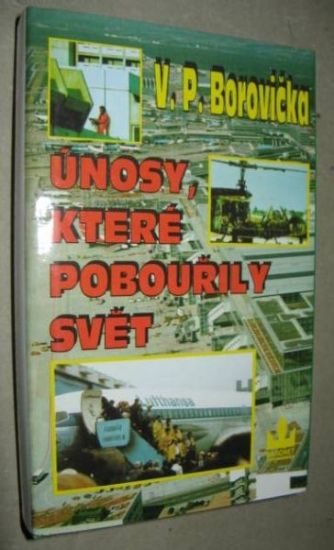 V. P. Borovička
ÚNOSY,
KTERÉ
POBOUŘILY
SVĚT
Lufthansa